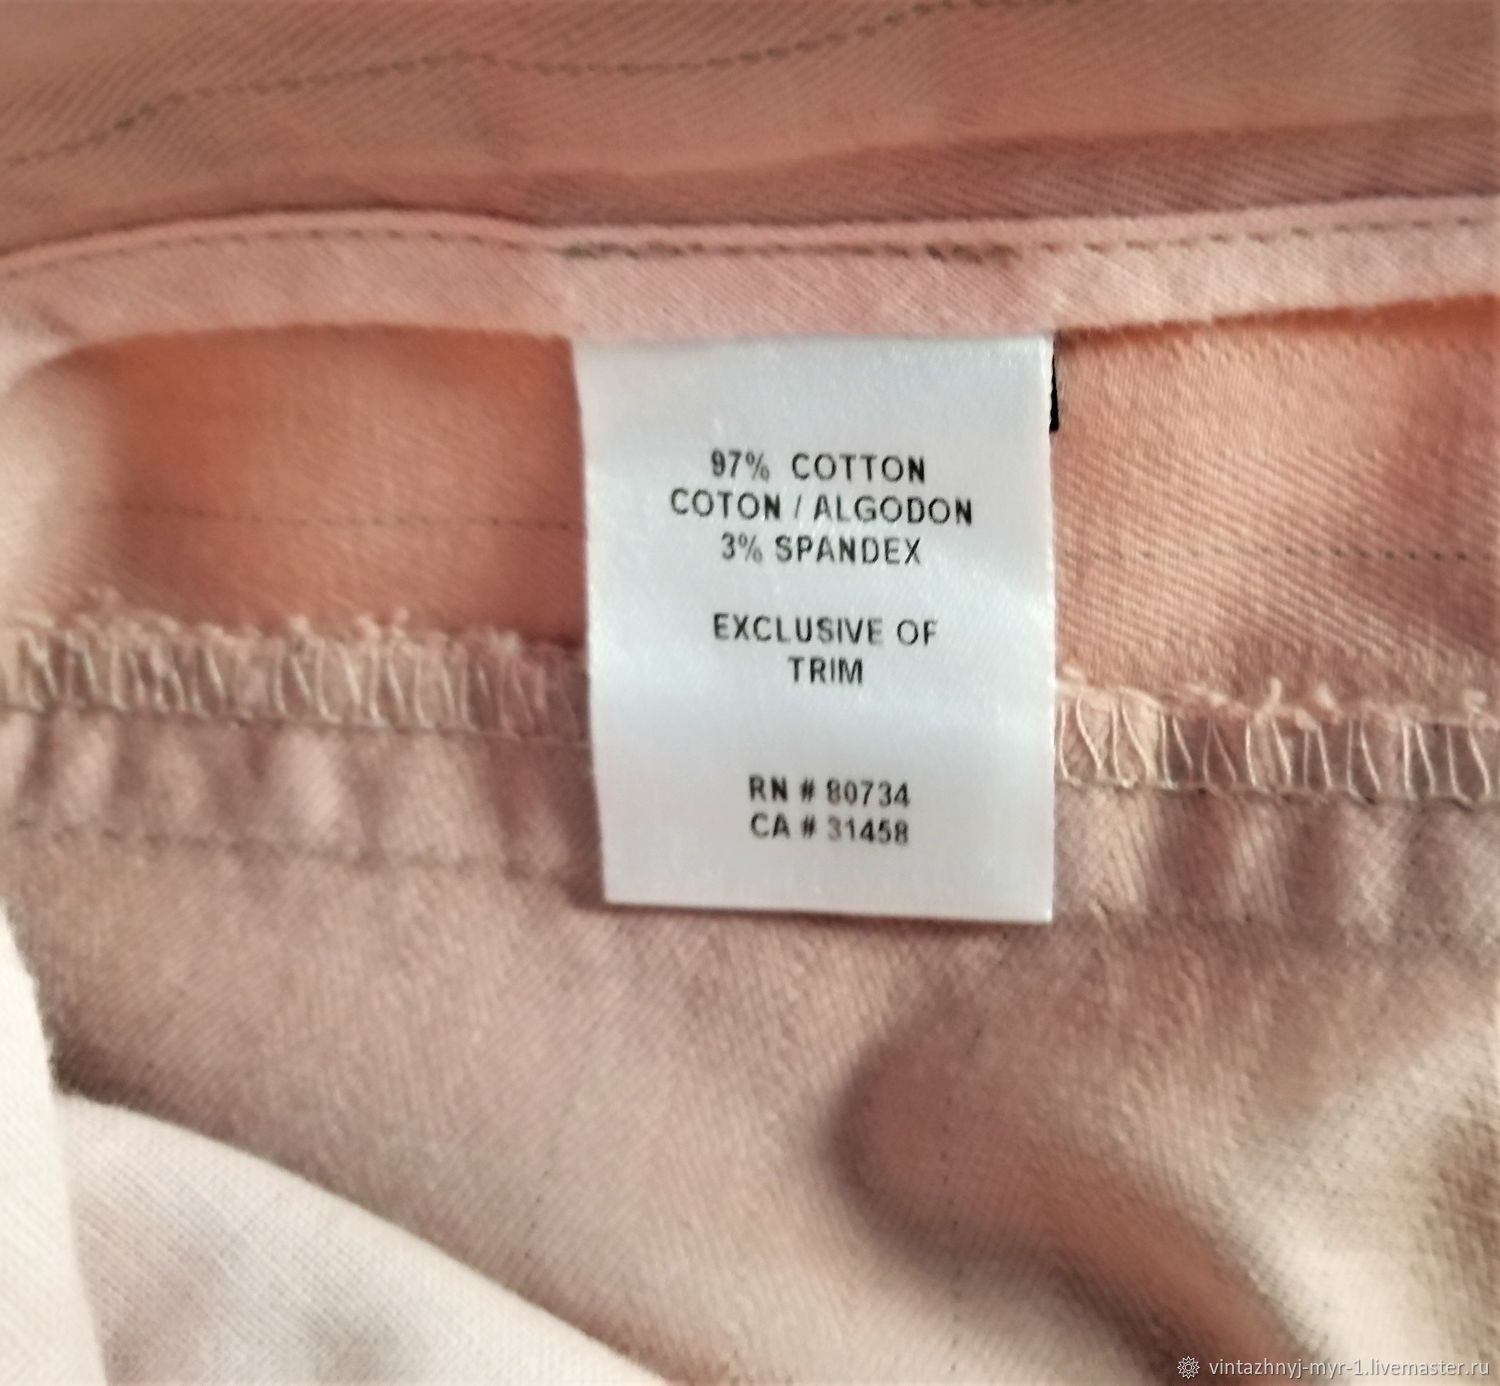 97% COTTON
COTON / ALGODON
3% SPANDEX
EXCLUSIVE OF
TRIM
RN # 80734
CA # 31458
vintazhnyj-myr-1.livemaster.ru